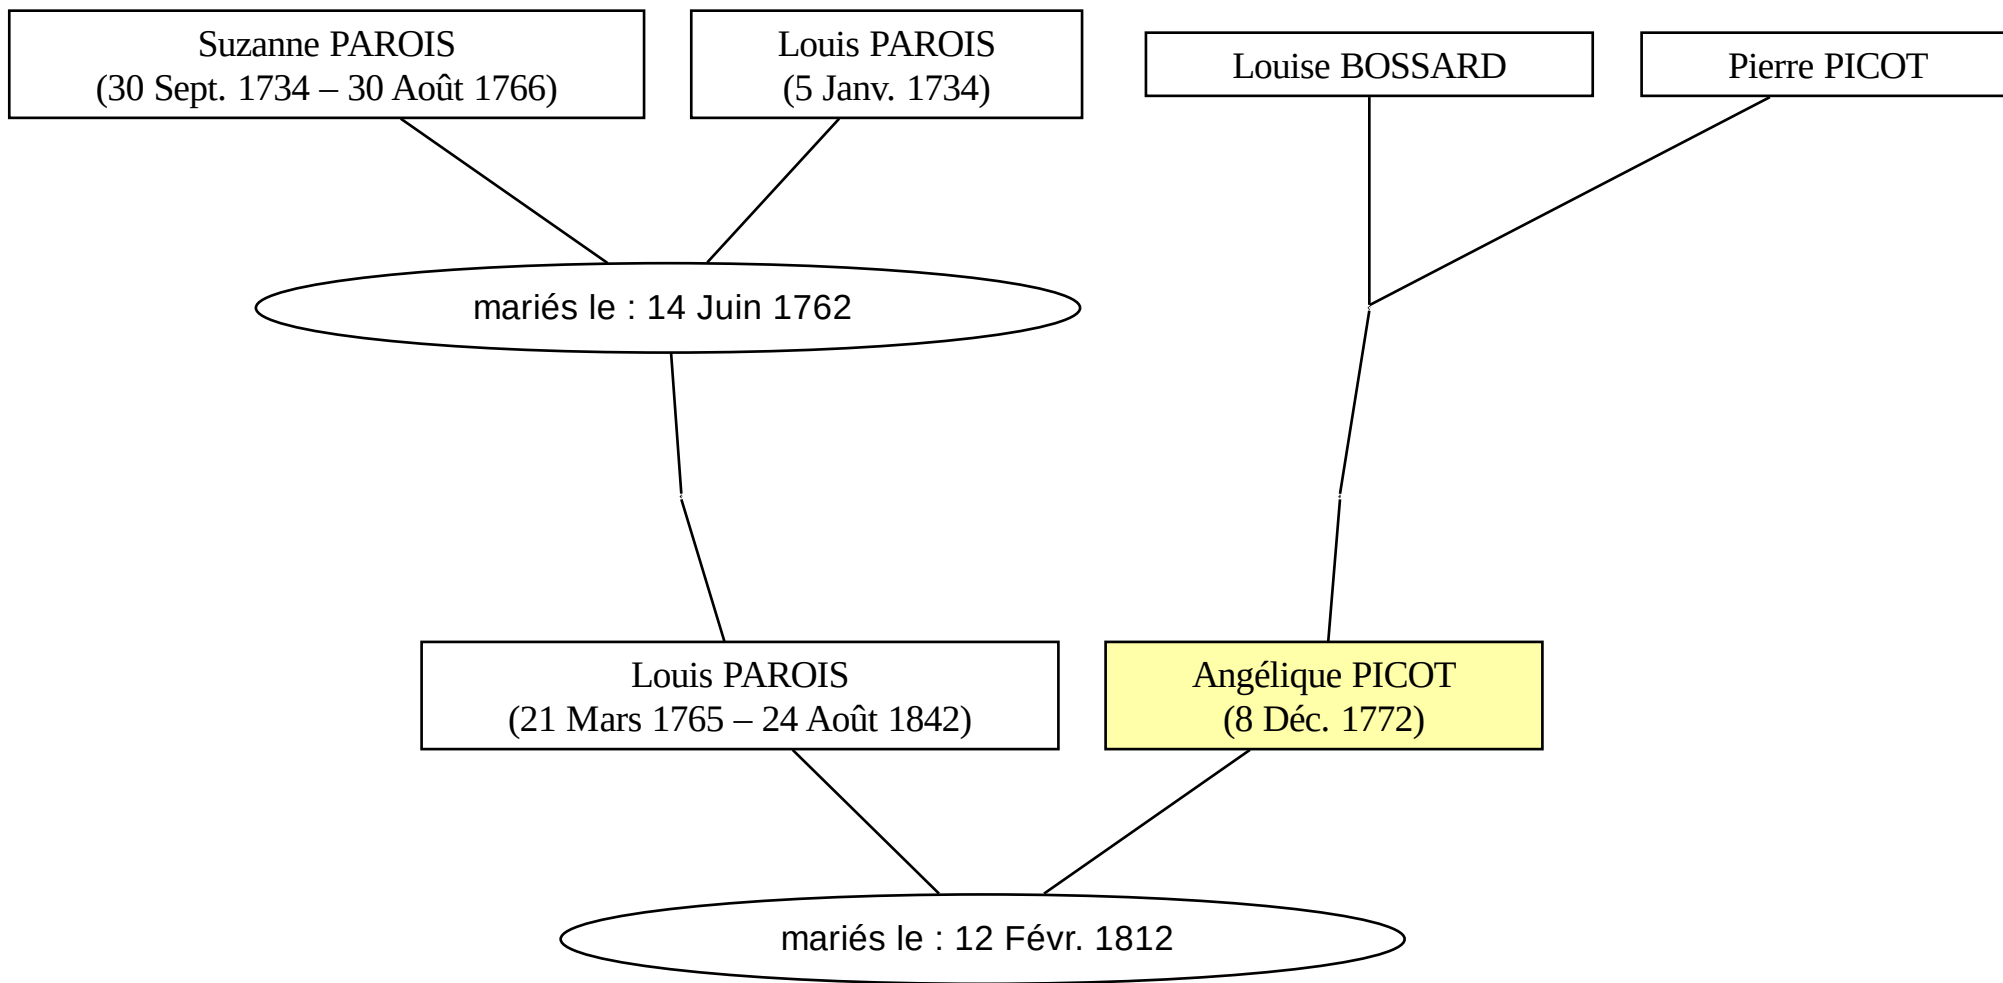 Suzanne PAROIS
(30 Sept. 1734 – 30 Août 1766)
Louis PAROIS
(5 Janv. 1734)
Louise BOSSARD
Pierre PICOT
mariés le : 14 Juin 1762
Louis PAROIS
(21 Mars 1765 – 24 Août 1842)
Angélique PICOT
(8 Déc. 1772)
mariés le : 12 Févr. 1812